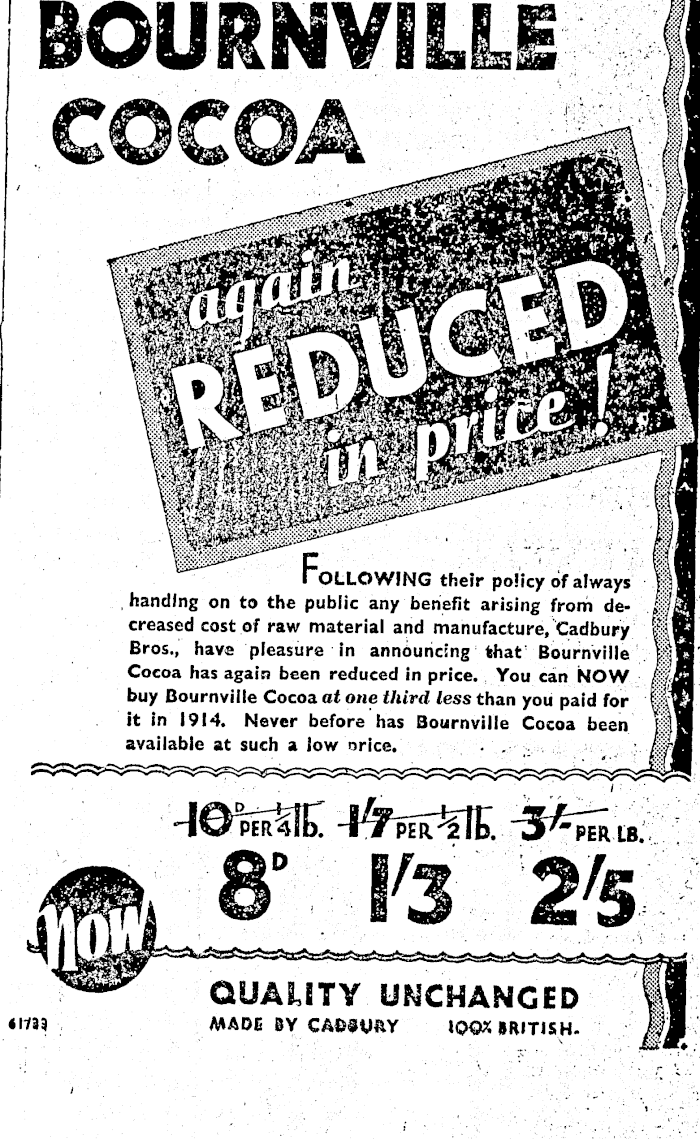 BOURNVILLE
COCOA
again
REDUCED
in price!
FOLLOWING their policy of always
handing on to the public any benefit arising from de-
creased cost of raw material and manufacture, Cadbury
Bros., have pleasure in announcing that Bournville
Cocoa has again been reduced in price. You can NOW
buy Bournville Cocoa at one third less than you paid for
it in 1914. Never before has Bournville Cocoa been
available at such a low price.
10D PER ¼lb. 1/7 PER ½lb. 3/- PER LB.
8D 1/3 2/5
now
QUALITY UNCHANGED
MADE BY CADBURY 100% BRITISH.
61733